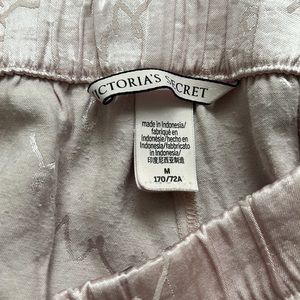 VICTORIA'S SECRET
made in Indonesia/
fabriqué en
Indonésie/hecho en
Indonesia/fabbricato
in Indonesia
印度尼西亚制造
M
170/72A